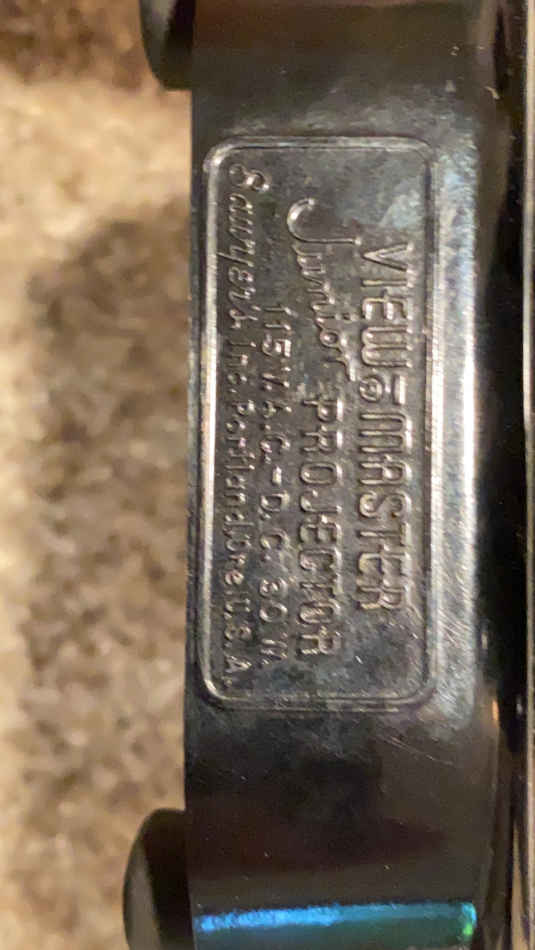 VIEW-MASTER
Junior PROJECTOR
115 V. A.C.-D.C. 30 W.
Sawyer's Inc. Portland Ore. U.S.A.